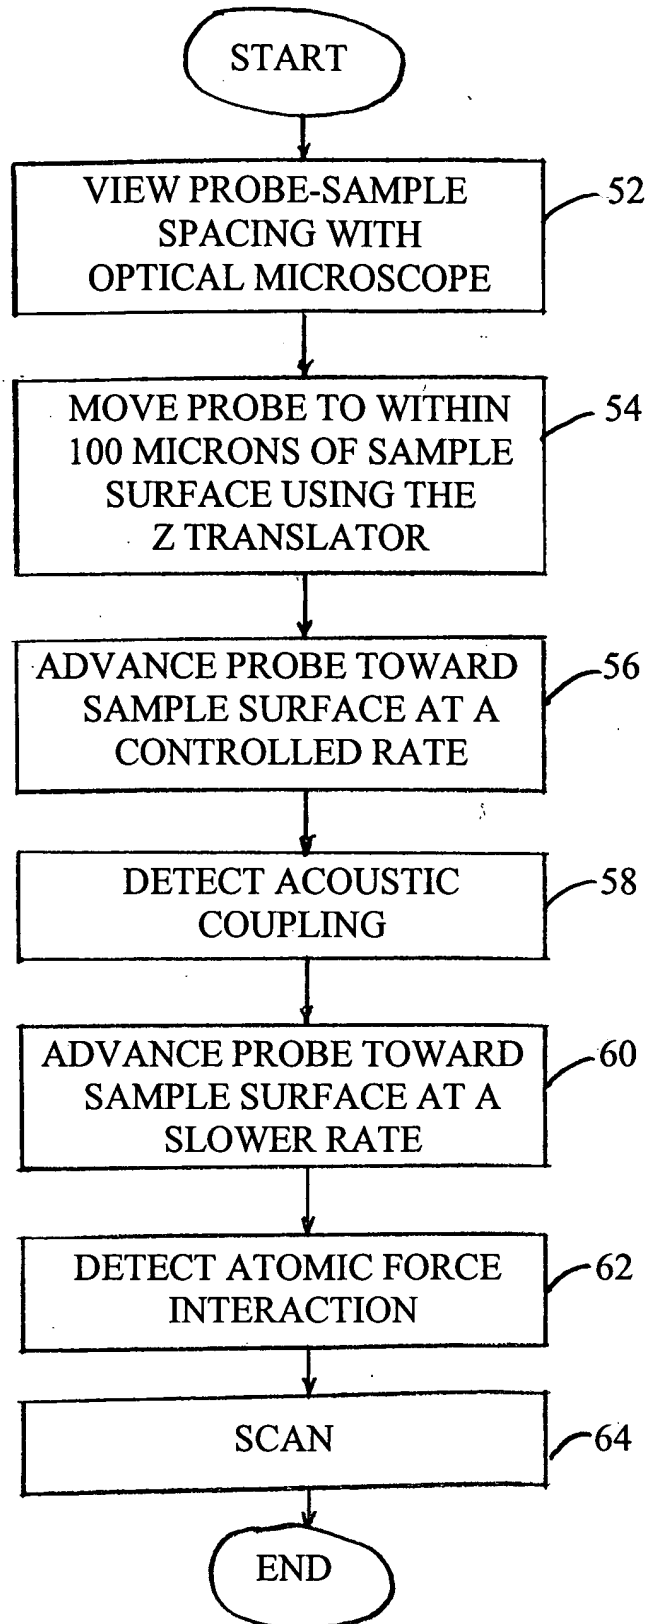 START
VIEW PROBE-SAMPLE
SPACING WITH
OPTICAL MICROSCOPE
52
MOVE PROBE TO WITHIN
100 MICRONS OF SAMPLE
SURFACE USING THE
Z TRANSLATOR
54
ADVANCE PROBE TOWARD
SAMPLE SURFACE AT A
CONTROLLED RATE
56
DETECT ACOUSTIC
COUPLING
58
ADVANCE PROBE TOWARD
SAMPLE SURFACE AT A
SLOWER RATE
60
DETECT ATOMIC FORCE
INTERACTION
62
SCAN
64
END